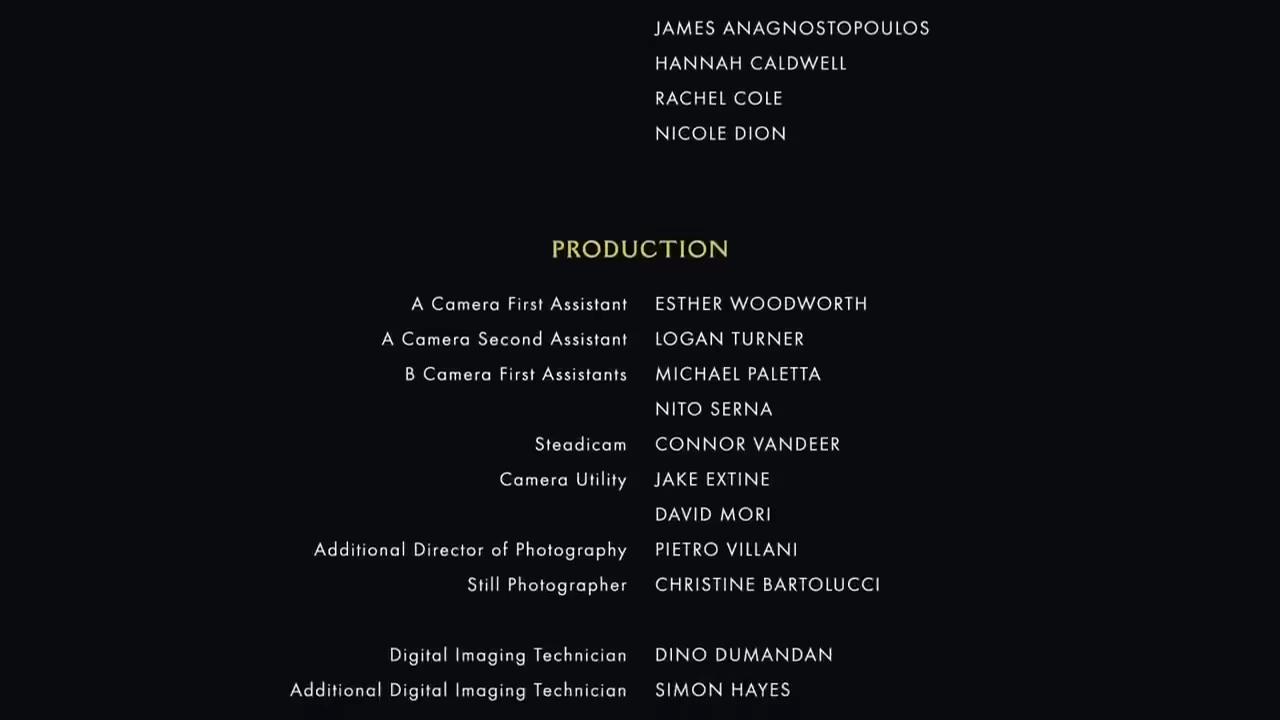 JAMES ANAGNOSTOPOULOS
HANNAH CALDWELL
RACHEL COLE
NICOLE DION
PRODUCTION
A Camera First Assistant ESTHER WOODWORTH
A Camera Second Assistant LOGAN TURNER
B Camera First Assistants MICHAEL PALETTA
NITO SERNA
Steadicam CONNOR VANDEER
Camera Utility JAKE EXTINE
DAVID MORI
Additional Director of Photography PIETRO VILLANI
Still Photographer CHRISTINE BARTOLUCCI
Digital Imaging Technician DINO DUMANDAN
Additional Digital Imaging Technician SIMON HAYES